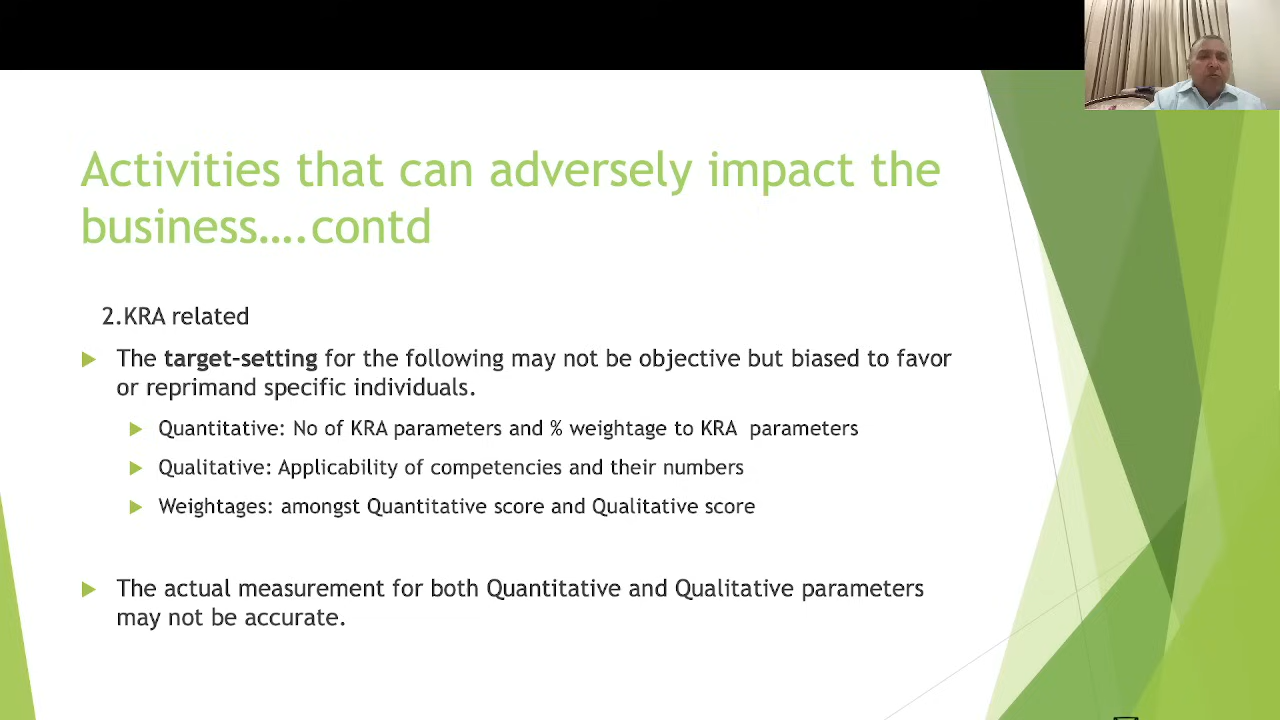 Activities that can adversely impact the
business….contd
2.KRA related
The target-setting for the following may not be objective but biased to favor
or reprimand specific individuals.
Quantitative: No of KRA parameters and % weightage to KRA parameters
Qualitative: Applicability of competencies and their numbers
Weightages: amongst Quantitative score and Qualitative score
The actual measurement for both Quantitative and Qualitative parameters
may not be accurate.